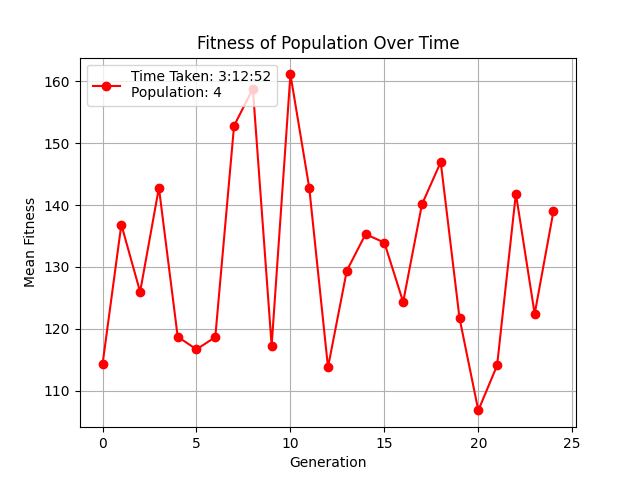 Fitness of Population Over Time
Time Taken: 3:12:52
Population: 4
160
150
140
130
120
110
Mean Fitness
0 5 10 15 20 25
Generation